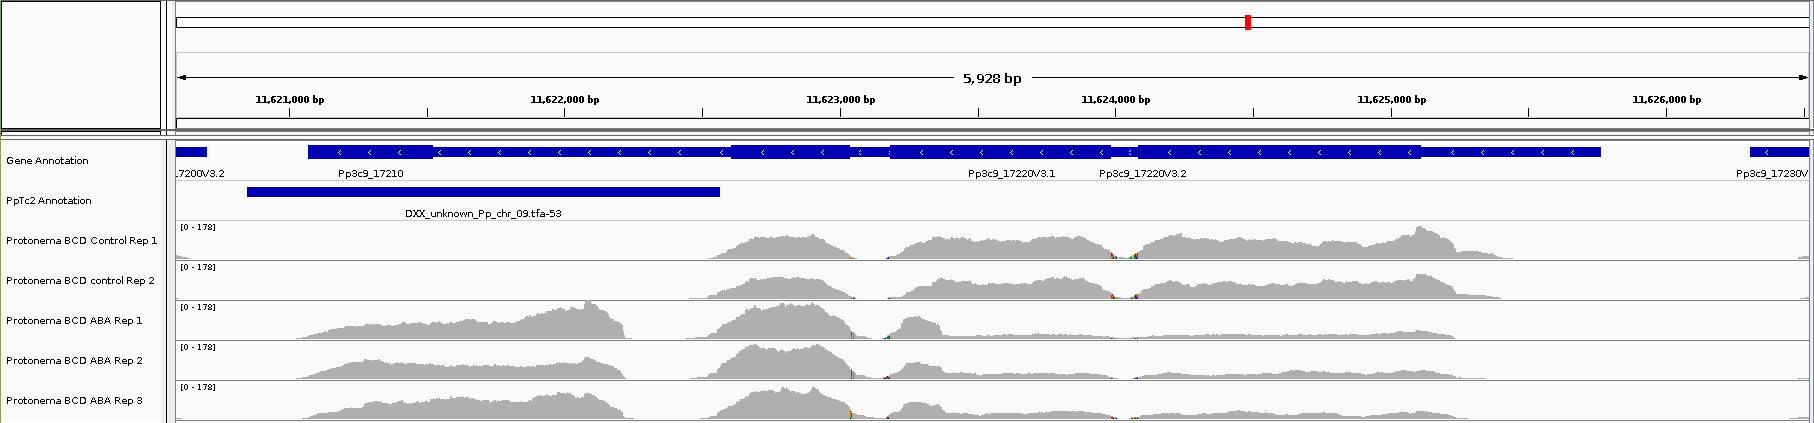 5,928 bp
11,621,000 bp 11,622,000 bp 11,623,000 bp 11,624,000 bp 11,625,000 bp 11,626,000 bp
Gene Annotation
.7200V3.2 Pp3c9_17210 Pp3c9_17220V3.1 Pp3c9_17220V3.2 Pp3c9_17230V
PpTc2 Annotation
DXX_unknown_Pp_chr_09.tfa-53
[0 - 178]
Protonema BCD Control Rep 1
[0 - 178]
Protonema BCD control Rep 2
[0 - 178]
Protonema BCD ABA Rep 1
[0 - 178]
Protonema BCD ABA Rep 2
[0 - 178]
Protonema BCD ABA Rep 3